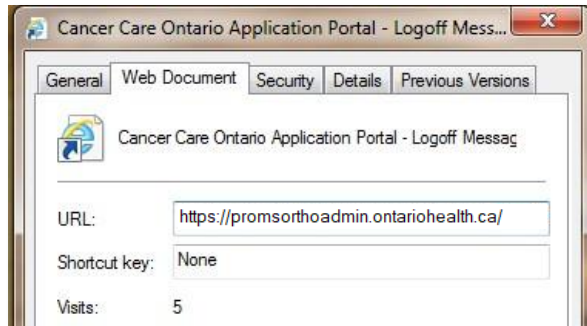 Cancer Care Ontario Application Portal - Logoff Mess...
General Web Document Security Details Previous Versions
Cancer Care Ontario Application Portal - Logoff Messag
URL: https://promsorthoadmin.ontariohealth.ca/
Shortcut key: None
Visits: 5